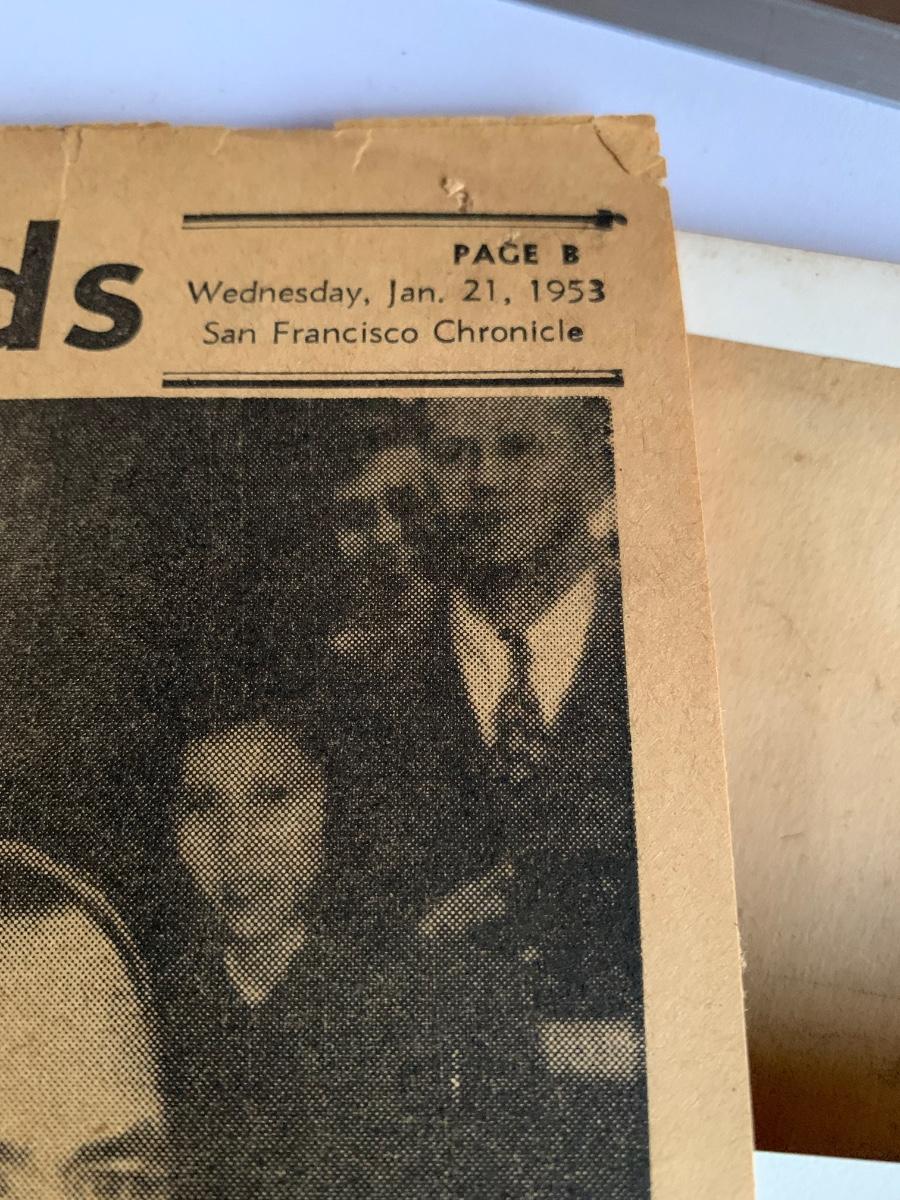 ds
PAGE B
Wednesday, Jan. 21, 1953
San Francisco Chronicle